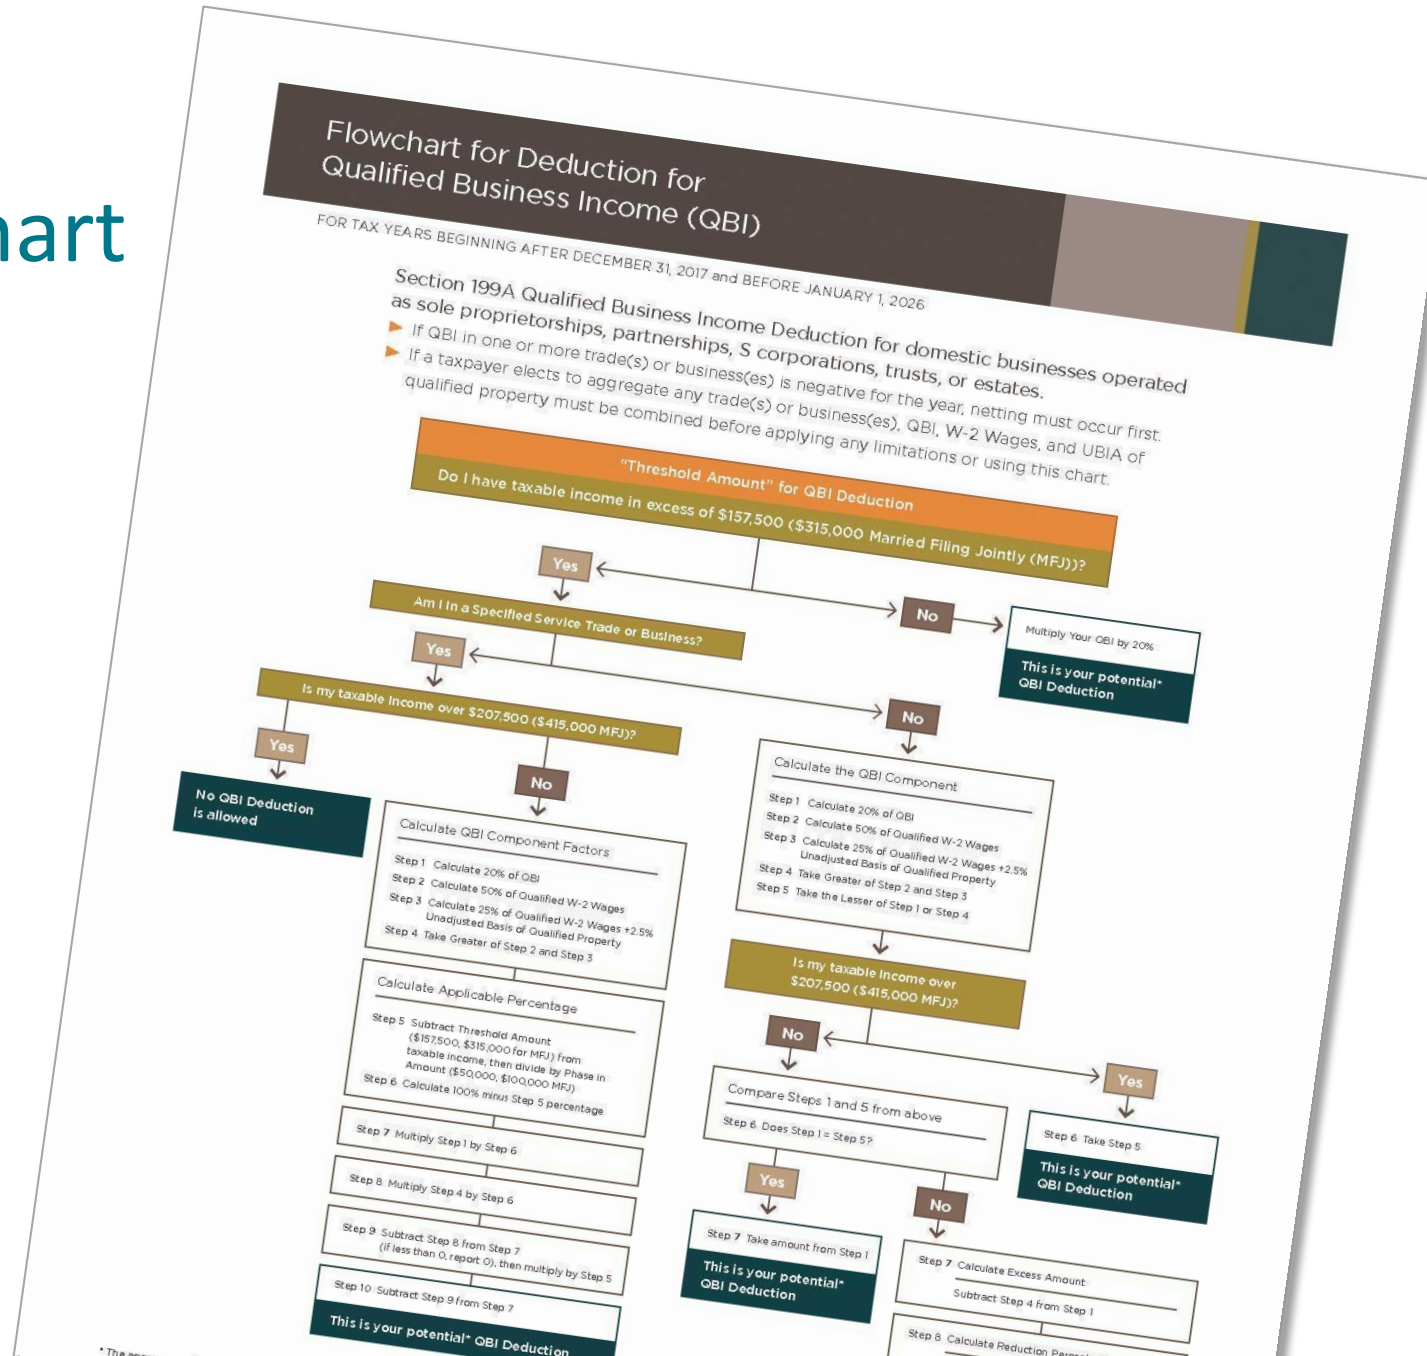 Flowchart for Deduction for
Qualified Business Income (QBI)
FOR TAX YEARS BEGINNING AFTER DECEMBER 31, 2017 and BEFORE JANUARY 1, 2026
Section 199A Qualified Business Income Deduction for domestic businesses operated
as sole proprietorships, partnerships, S corporations, trusts, or estates.
If QBI in one or more trade(s) or business(es) is negative for the year, netting must occur first.
If a taxpayer elects to aggregate any trade(s) or business(es), QBI, W-2 Wages, and UBIA of
qualified property must be combined before applying any limitations or using this chart.
"Threshold Amount" for QBI Deduction
Do I have taxable income in excess of $157,500 ($315,000 Married Filing Jointly (MFJ))?
Yes
No
Multiply Your QBI by 20%
This is your potential*
QBI Deduction
Am I in a Specified Service Trade or Business?
Yes
No
Is my taxable Income over $207,500 ($415,000 MFJ)?
Yes
No
No QBI Deduction
is allowed
Calculate QBI Component Factors
Step 1 Calculate 20% of QBI
Step 2 Calculate 50% of Qualified W-2 Wages
Step 3 Calculate 25% of Qualified W-2 Wages +2.5%
Unadjusted Basis of Qualified Property
Step 4 Take Greater of Step 2 and Step 3
Calculate Applicable Percentage
Step 5 Subtract Threshold Amount
($157,500, $315,000 for MFJ) from
taxable income, then divide by Phase in
Amount ($50,000, $100,000 MFJ)
Step 6 Calculate 100% minus Step 5 percentage
Step 7 Multiply Step 1 by Step 6
Step 8 Multiply Step 4 by Step 6
Step 9 Subtract Step 8 from Step 7
(if less than 0, report 0), then multiply by Step 5
Step 10 Subtract Step 9 from Step 7
This is your potential* QBI Deduction
Calculate the QBI Component
Step 1 Calculate 20% of QBI
Step 2 Calculate 50% of Qualified W-2 Wages
Step 3 Calculate 25% of Qualified W-2 Wages +2.5%
Unadjusted Basis of Qualified Property
Step 4 Take Greater of Step 2 and Step 3
Step 5 Take the Lesser of Step 1 or Step 4
Is my taxable Income over
$207,500 ($415,000 MFJ)?
No
Yes
Compare Steps 1 and 5 from above
Step 6 Does Step 1 = Step 5?
Step 6 Take Step 5
This is your potential*
QBI Deduction
Yes
No
Step 7 Take amount from Step 1
This is your potential*
QBI Deduction
Step 7 Calculate Excess Amount
Subtract Step 4 from Step 1
Step 8 Calculate Reduction
* The